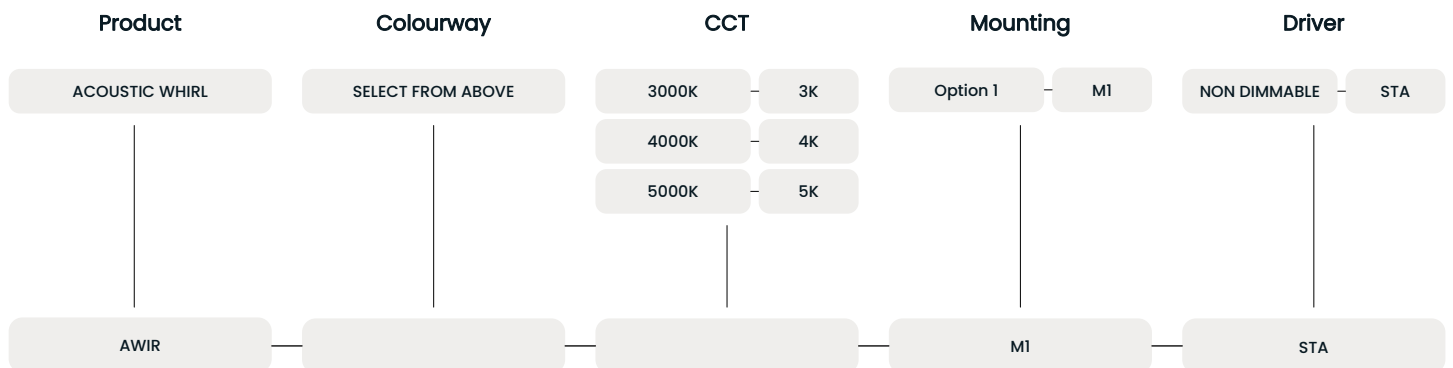 Product
Colourway
CCT
Mounting
Driver
ACOUSTIC WHIRL
SELECT FROM ABOVE
3000K
3K
Option 1
M1
NON DIMMABLE
STA
4000K
4K
5000K
5K
AWIR
M1
STA